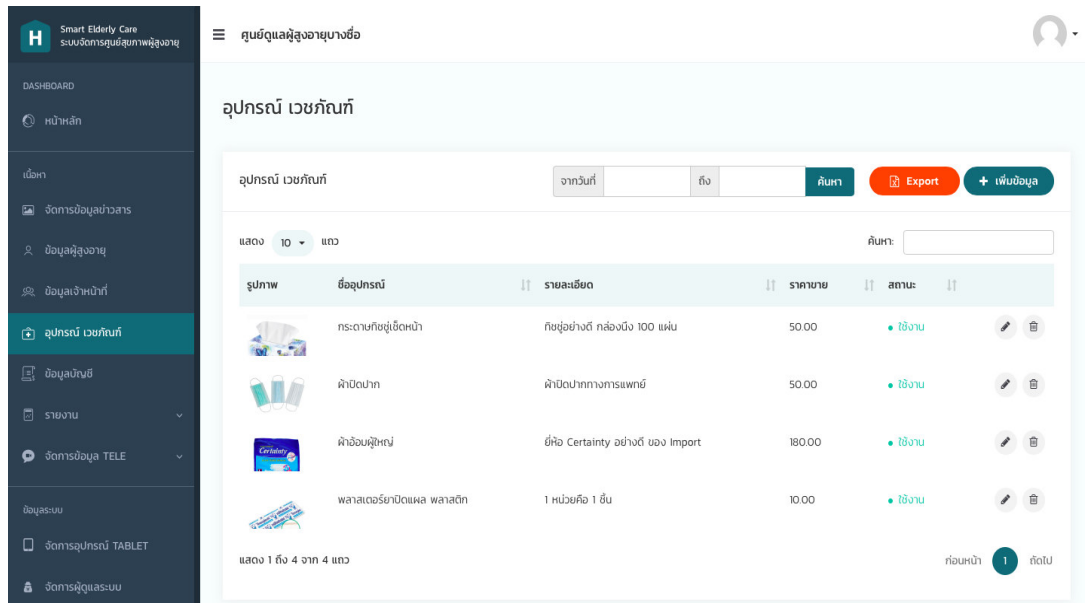 H
Smart Elderly Care
ระบบจัดการศูนย์สุขภาพผู้สูงอายุ
ศูนย์ดูแลผู้สูงอายุบางซื่อ
DASHBOARD
หน้าหลัก
เนื้อหา
จัดการข้อมูลข่าวสาร
ข้อมูลผู้สูงอายุ
ข้อมูลเจ้าหน้าที่
อุปกรณ์ เวชภัณฑ์
ข้อมูลบัญชี
รายงาน
จัดการข้อมูล TELE
ข้อมูลระบบ
จัดการอุปกรณ์ TABLET
จัดการผู้ดูแลระบบ
อุปกรณ์ เวชภัณฑ์
อุปกรณ์ เวชภัณฑ์ จากวันที่ ถึง ค้นหา Export + เพิ่มข้อมูล
แสดง 10 แถว ค้นหา:
รูปภาพ ชื่ออุปกรณ์ รายละเอียด ราคาขาย สถานะ
กระดาษทิชชู่เช็ดหน้า ทิชชู่อย่างดี กล่องนึง 100 แผ่น 50.00 ใช้งาน
ผ้าปิดปาก ผ้าปิดปากทางการแพทย์ 50.00 ใช้งาน
Certainty ผ้าอ้อมผู้ใหญ่ ยี่ห้อ Certainty อย่างดี ของ Import 180.00 ใช้งาน
พลาสเตอร์ยาปิดแผล พลาสติก 1 หน่วยคือ 1 ชิ้น 10.00 ใช้งาน
แสดง 1 ถึง 4 จาก 4 แถว ก่อนหน้า 1 ถัดไป